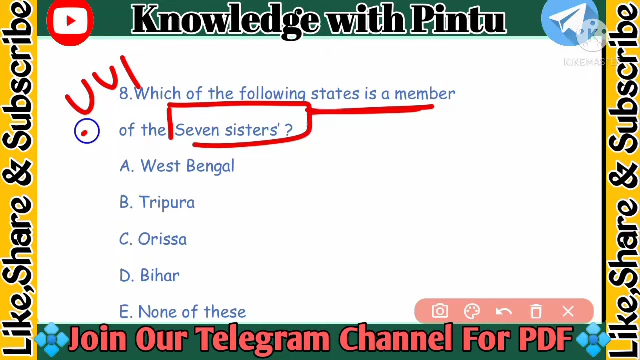 Knowledge with Pintu
Like,Share & Subscribe
Like,Share & Subscribe
8.Which of the following states is a member
of the 'Seven sisters' ?
A. West Bengal
B. Tripura
C. Orissa
D. Bihar
E. None of these
Join Our Telegram Channel For PDF